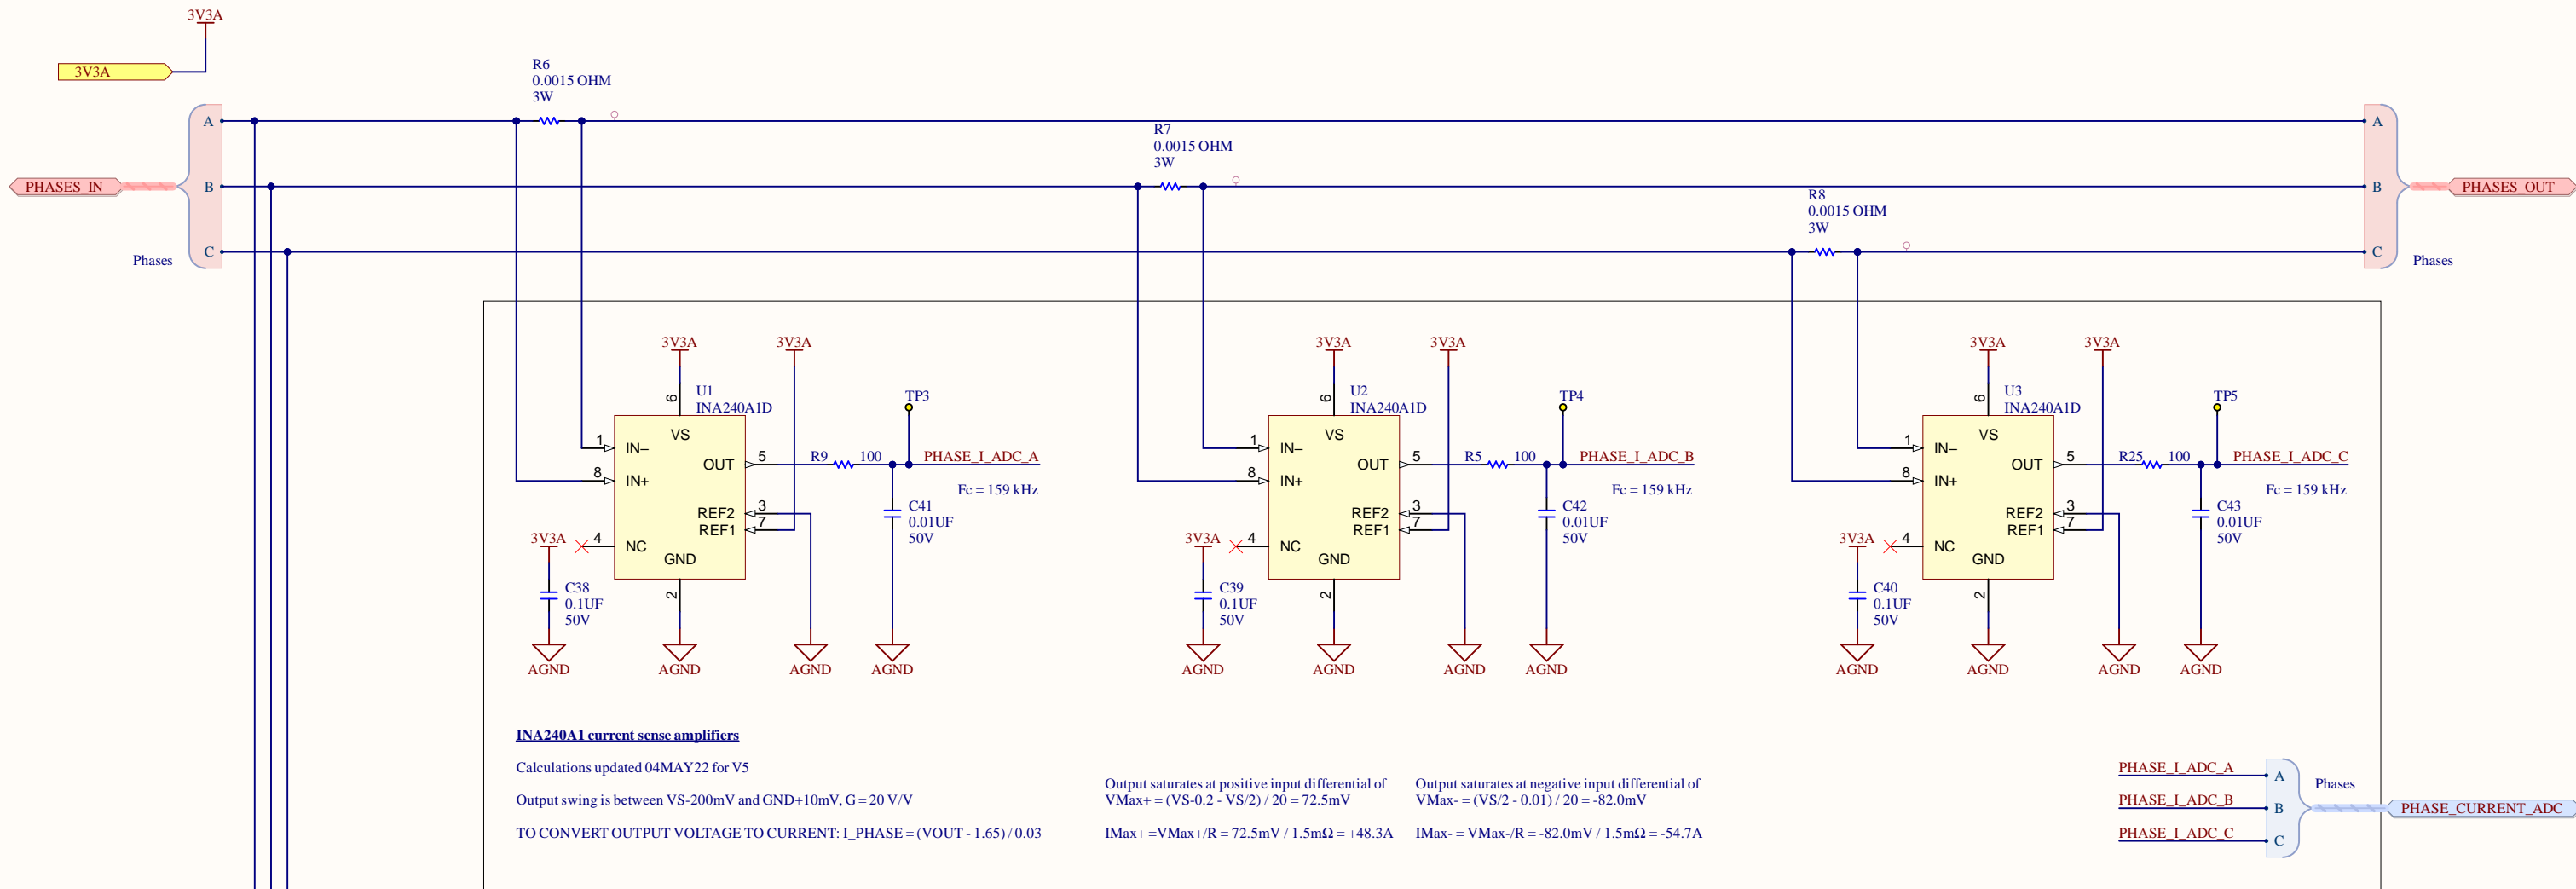 3V3A
3V3A
R6
0.0015 OHM
3W
A
A
R7
0.0015 OHM
3W
PHASES_IN
B
B
PHASES_OUT
R8
0.0015 OHM
3W
C
C
Phases
Phases
3V3A
3V3A
U1
INA240A1D
TP3
6
VS
1
IN–
OUT
5
R9
100
PHASE_I_ADC_A
8
IN+
Fc = 159 kHz
REF2
3
REF1
7
C41
0.01UF
50V
3V3A
4
NC
GND
C38
0.1UF
50V
2
AGND
AGND
AGND
AGND
3V3A
3V3A
U2
INA240A1D
TP4
6
VS
1
IN–
OUT
5
R5
100
PHASE_I_ADC_B
8
IN+
Fc = 159 kHz
REF2
3
REF1
7
C42
0.01UF
50V
3V3A
4
NC
GND
C39
0.1UF
50V
2
AGND
AGND
AGND
AGND
3V3A
3V3A
U3
INA240A1D
TP5
6
VS
1
IN–
OUT
5
R25
100
PHASE_I_ADC_C
8
IN+
Fc = 159 kHz
REF2
3
REF1
7
C43
0.01UF
50V
3V3A
4
NC
GND
C40
0.1UF
50V
2
AGND
AGND
AGND
AGND
INA240A1 current sense amplifiers
Calculations updated 04MAY22 for V5
Output swing is between VS-200mV and GND+10mV, G = 20 V/V
TO CONVERT OUTPUT VOLTAGE TO CURRENT: I_PHASE = (VOUT - 1.65) / 0.03
Output saturates at positive input differential of
VMax+ = (VS-0.2 - VS/2) / 20 = 72.5mV
IMax+ =VMax+/R = 72.5mV / 1.5mΩ = +48.3A
Output saturates at negative input differential of
VMax- = (VS/2 - 0.01) / 20 = -82.0mV
IMax- = VMax-/R = -82.0mV / 1.5mΩ = -54.7A
PHASE_I_ADC_A
A
Phases
PHASE_I_ADC_B
B
PHASE_CURRENT_ADC
PHASE_I_ADC_C
C